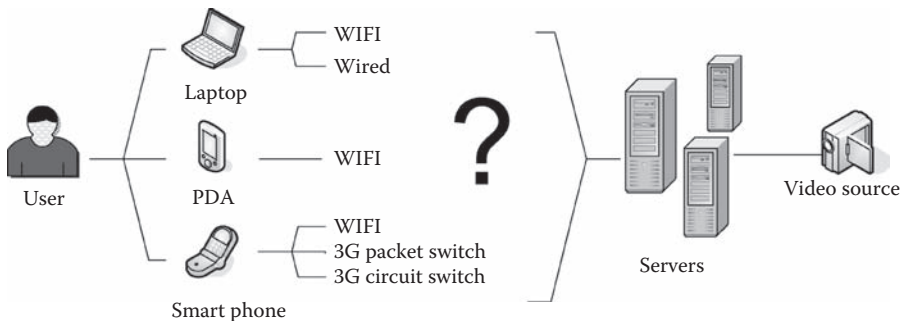 WIFI
Wired
Laptop
?
User
PDA
WIFI
WIFI
3G packet switch
3G circuit switch
Smart phone
Servers
Video source